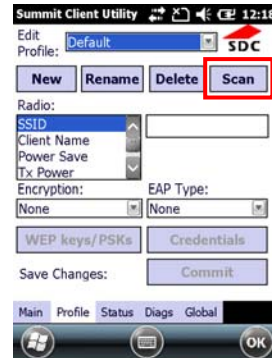 Summit Client Utility 12:18
Edit Profile: Default SDC
New Rename Delete Scan
Radio:
SSID
Client Name
Power Save
Tx Power
Encryption: EAP Type:
None None
WEP keys/PSKs Credentials
Save Changes: Commit
Main Profile Status Diags Global
OK